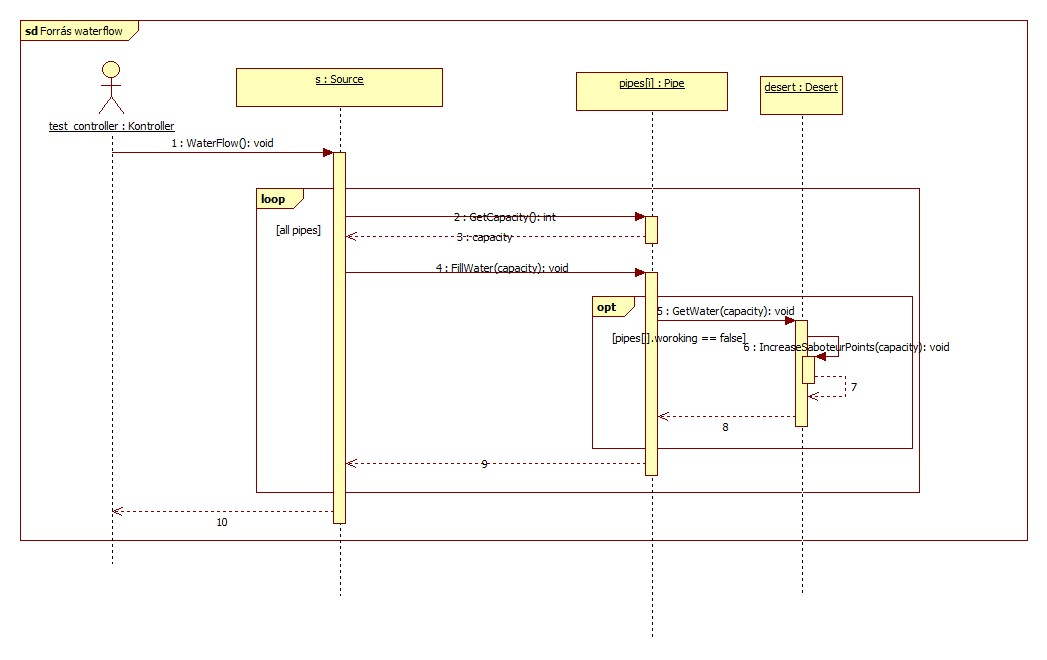 sd Forrás waterflow
s : Source
pipes[i] : Pipe
desert : Desert
test_controller : Kontroller
1 : WaterFlow(): void
loop
2 : GetCapacity(): int
[all pipes]
3 : capacity
4 : FillWater(capacity): void
opt
5 : GetWater(capacity): void
[pipes[].woroking == false]
6 : IncreaseSaboteurPoints(capacity): void
7
8
9
10